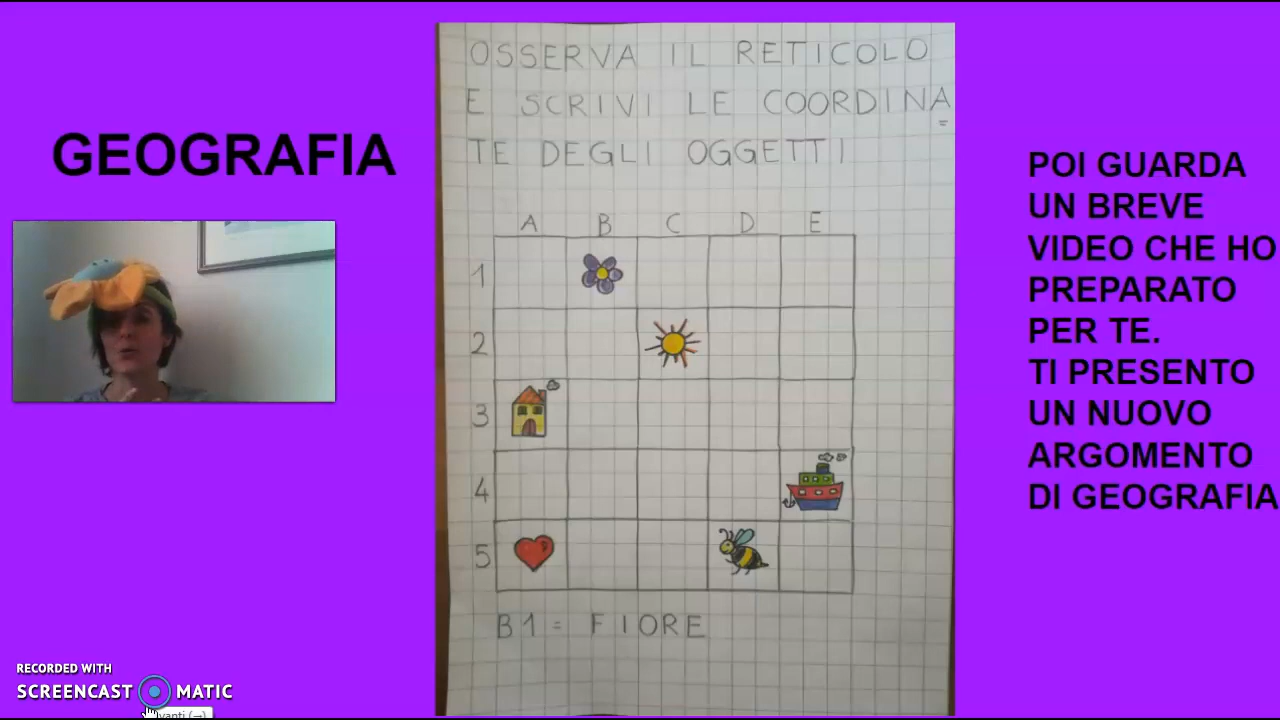 GEOGRAFIA
OSSERVA IL RETICOLO
E SCRIVI LE COORDINA
=
TE DEGLI OGGETTI
A B C D E
1
2
3
4
5
B1 = FIORE
POI GUARDA
UN BREVE
VIDEO CHE HO
PREPARATO
PER TE.
TI PRESENTO
UN NUOVO
ARGOMENTO
DI GEOGRAFIA
RECORDED WITH
SCREENCAST MATIC